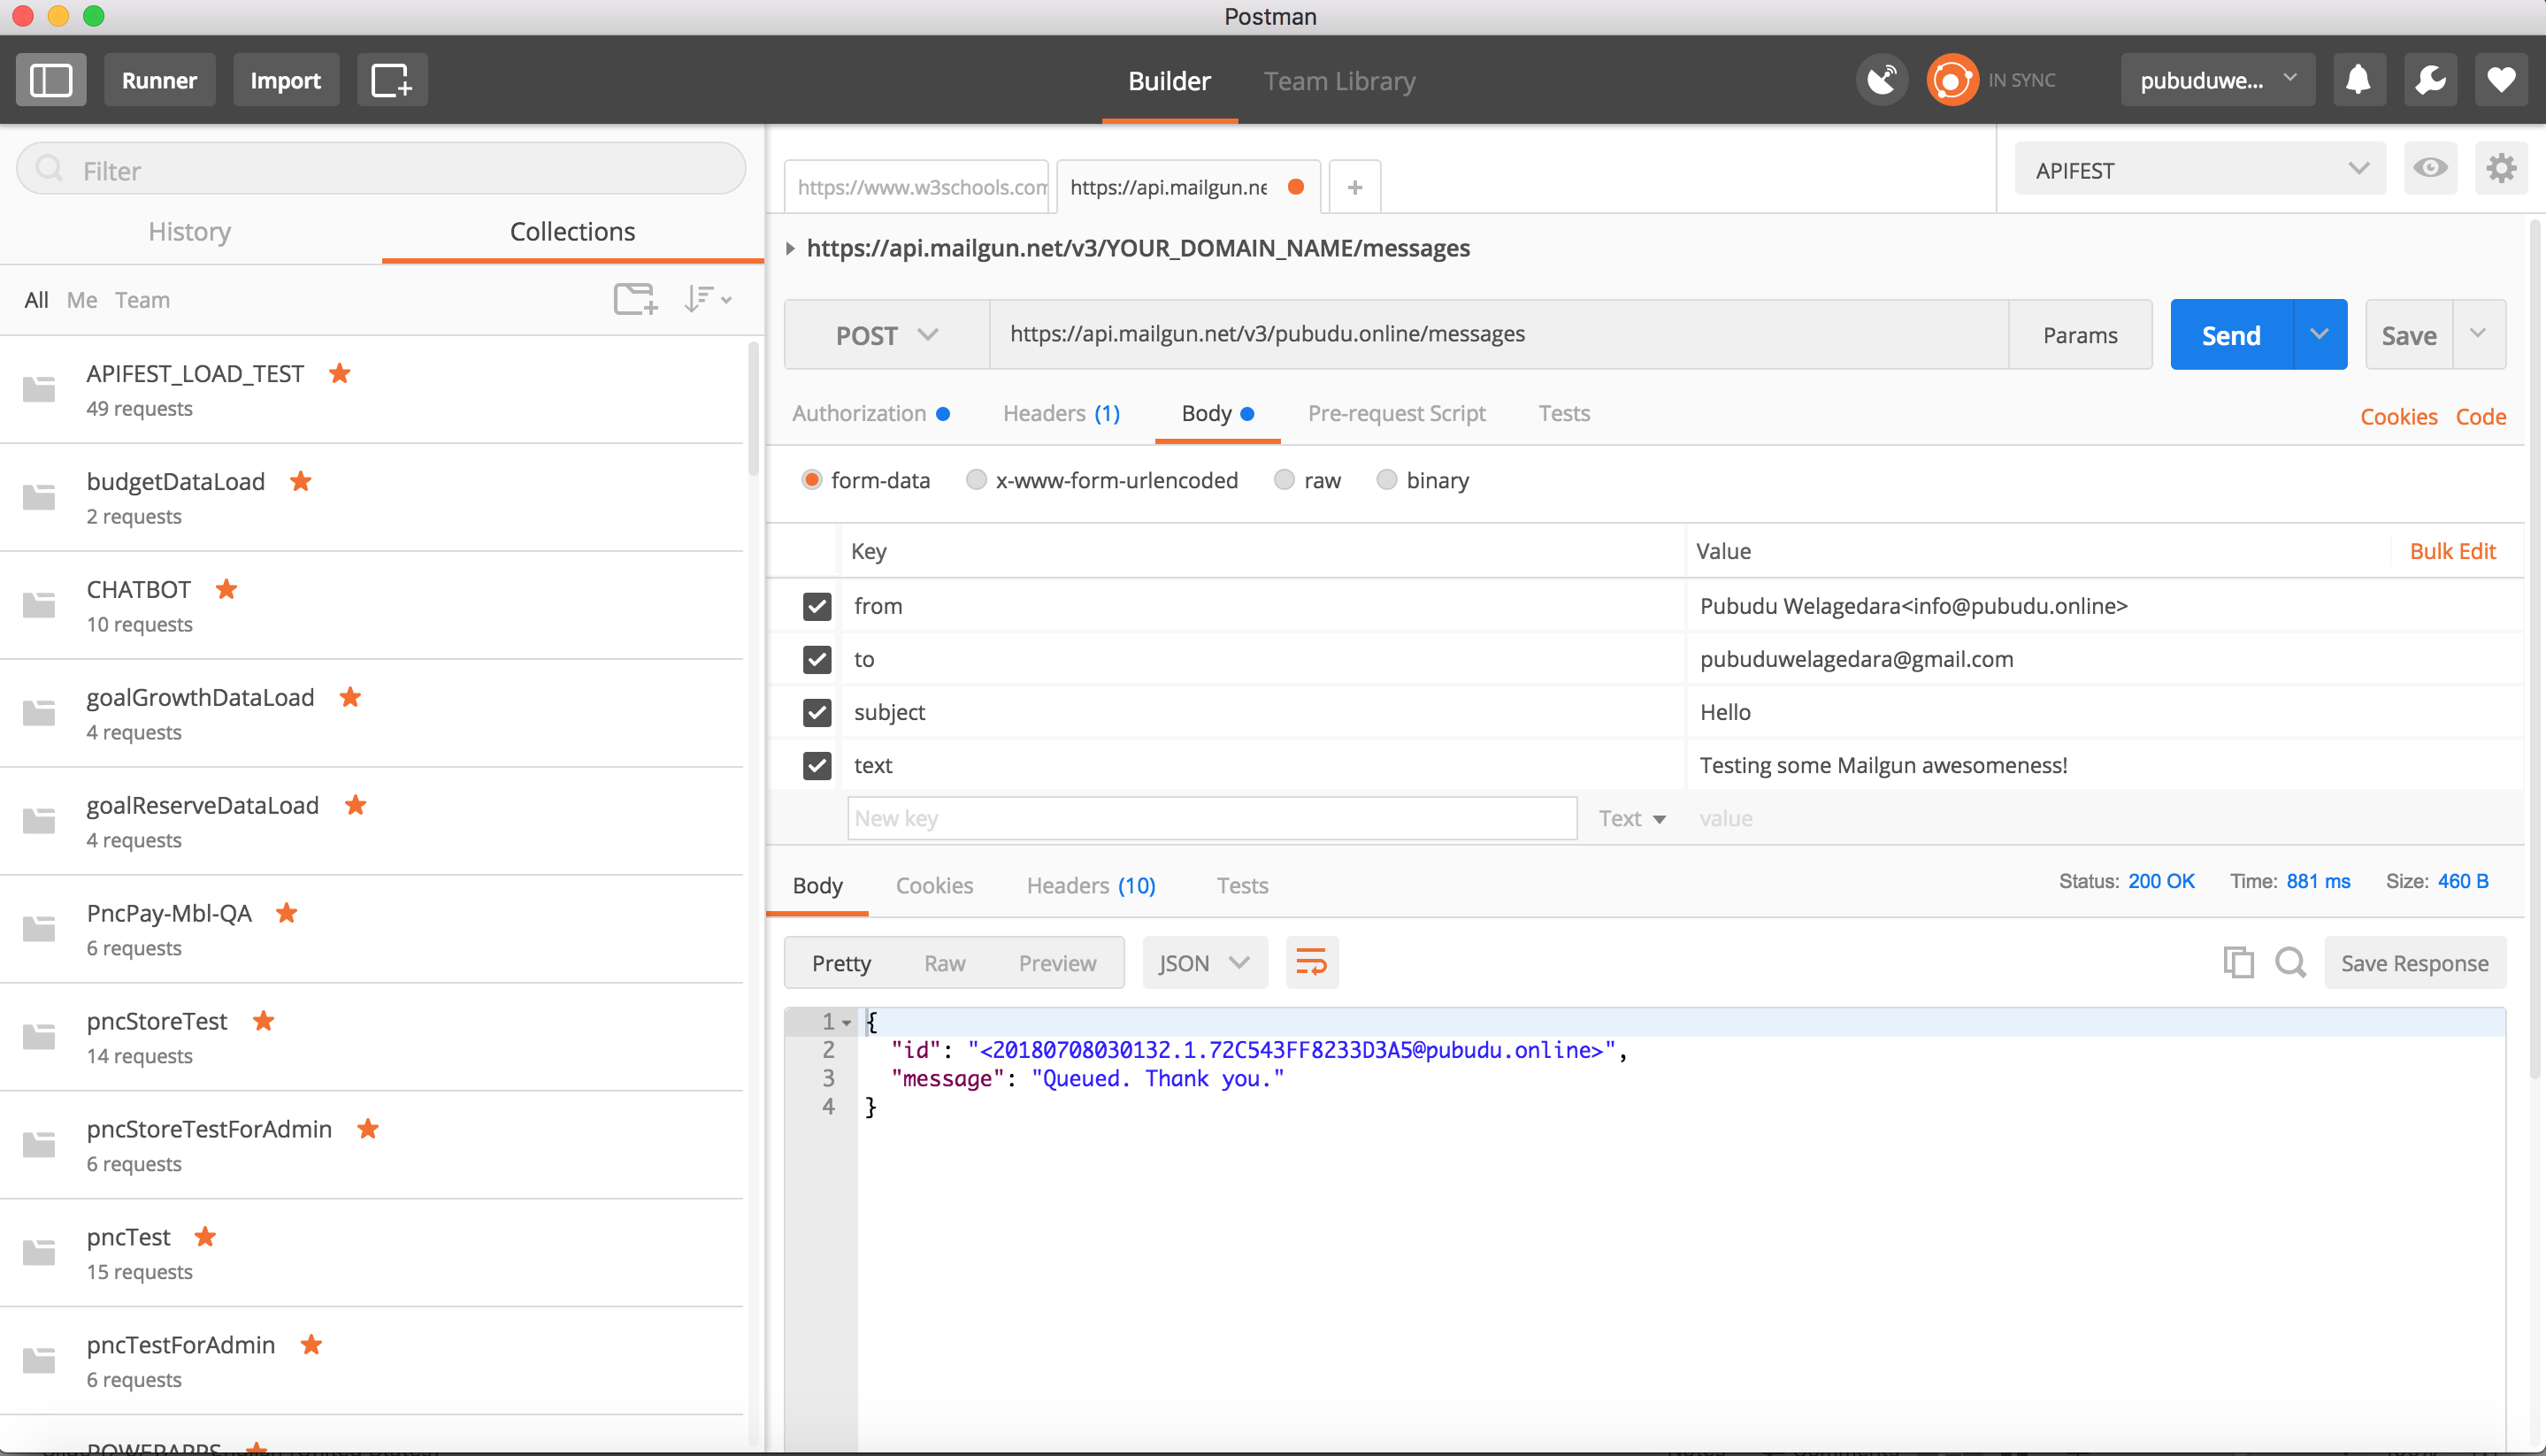 Postman
Runner
Import
Builder
Team Library
IN SYNC
pubuduwe...
Filter
History
Collections
All Me Team
APIFEST_LOAD_TEST
49 requests
budgetDataLoad
2 requests
CHATBOT
10 requests
goalGrowthDataLoad
4 requests
goalReserveDataLoad
4 requests
PncPay-Mbl-QA
6 requests
pncStoreTest
14 requests
pncStoreTestForAdmin
6 requests
pncTest
15 requests
pncTestForAdmin
6 requests
POWERAPPS
https://www.w3schools.com
https://api.mailgun.ne
APIFEST
https://api.mailgun.net/v3/YOUR_DOMAIN_NAME/messages
POST
https://api.mailgun.net/v3/pubudu.online/messages
Params
Send
Save
Authorization
Headers (1)
Body
Pre-request Script
Tests
Cookies
Code
form-data
x-www-form-urlencoded
raw
binary
Key
Value
Bulk Edit
from
Pubudu Welagedara<info@pubudu.online>
to
pubuduwelagedara@gmail.com
subject
Hello
text
Testing some Mailgun awesomeness!
New key
Text
value
Body
Cookies
Headers (10)
Tests
Status: 200 OK
Time: 881 ms
Size: 460 B
Pretty
Raw
Preview
JSON
Save Response
1 {
2 "id": "<20180708030132.1.72C543FF8233D3A5@pubudu.online>",
3 "message": "Queued. Thank you."
4 }